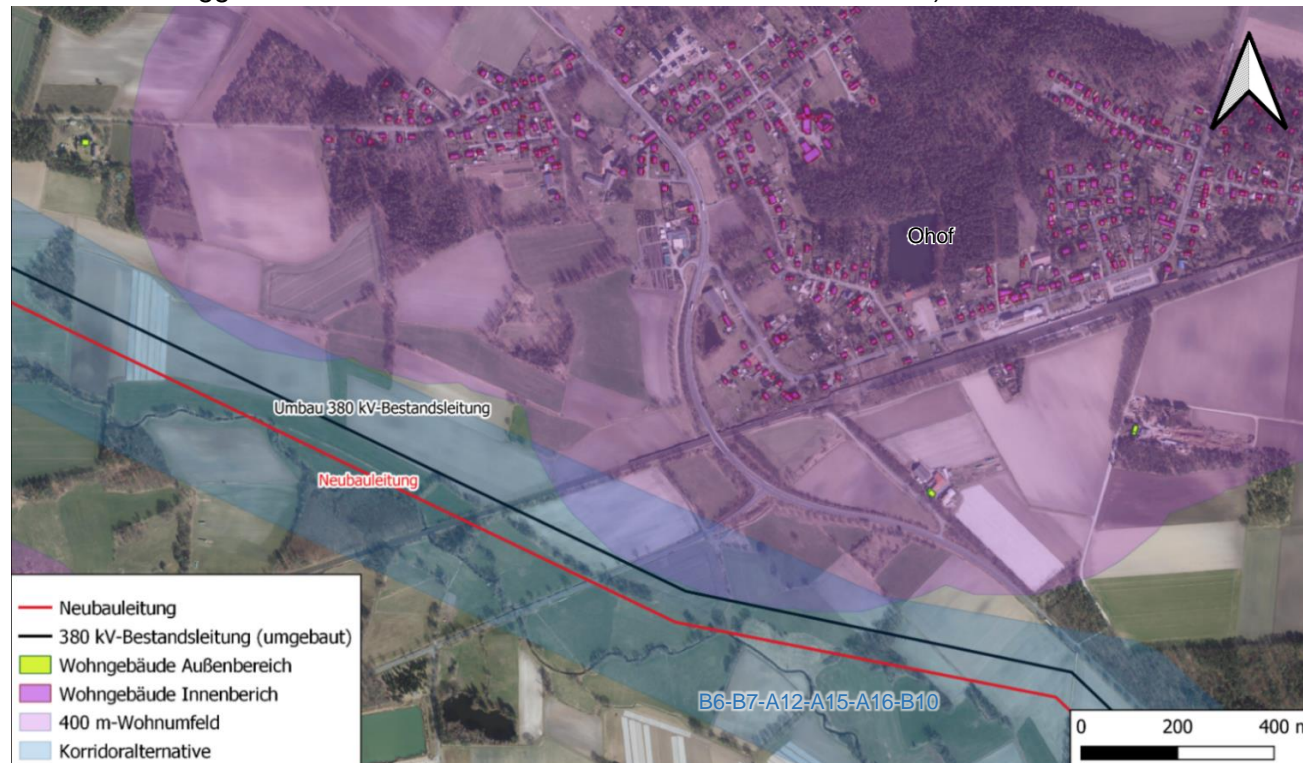 Ohof
Umbau 380 kV-Bestandsleitung
Neubauleitung
B6-B7-A12-A15-A16-B10
Neubauleitung
380 kV-Bestandsleitung (umgebaut)
Wohngebäude Außenbereich
Wohngebäude Innenberich
400 m-Wohnumfeld
Korridoralternative
0 200 400 m